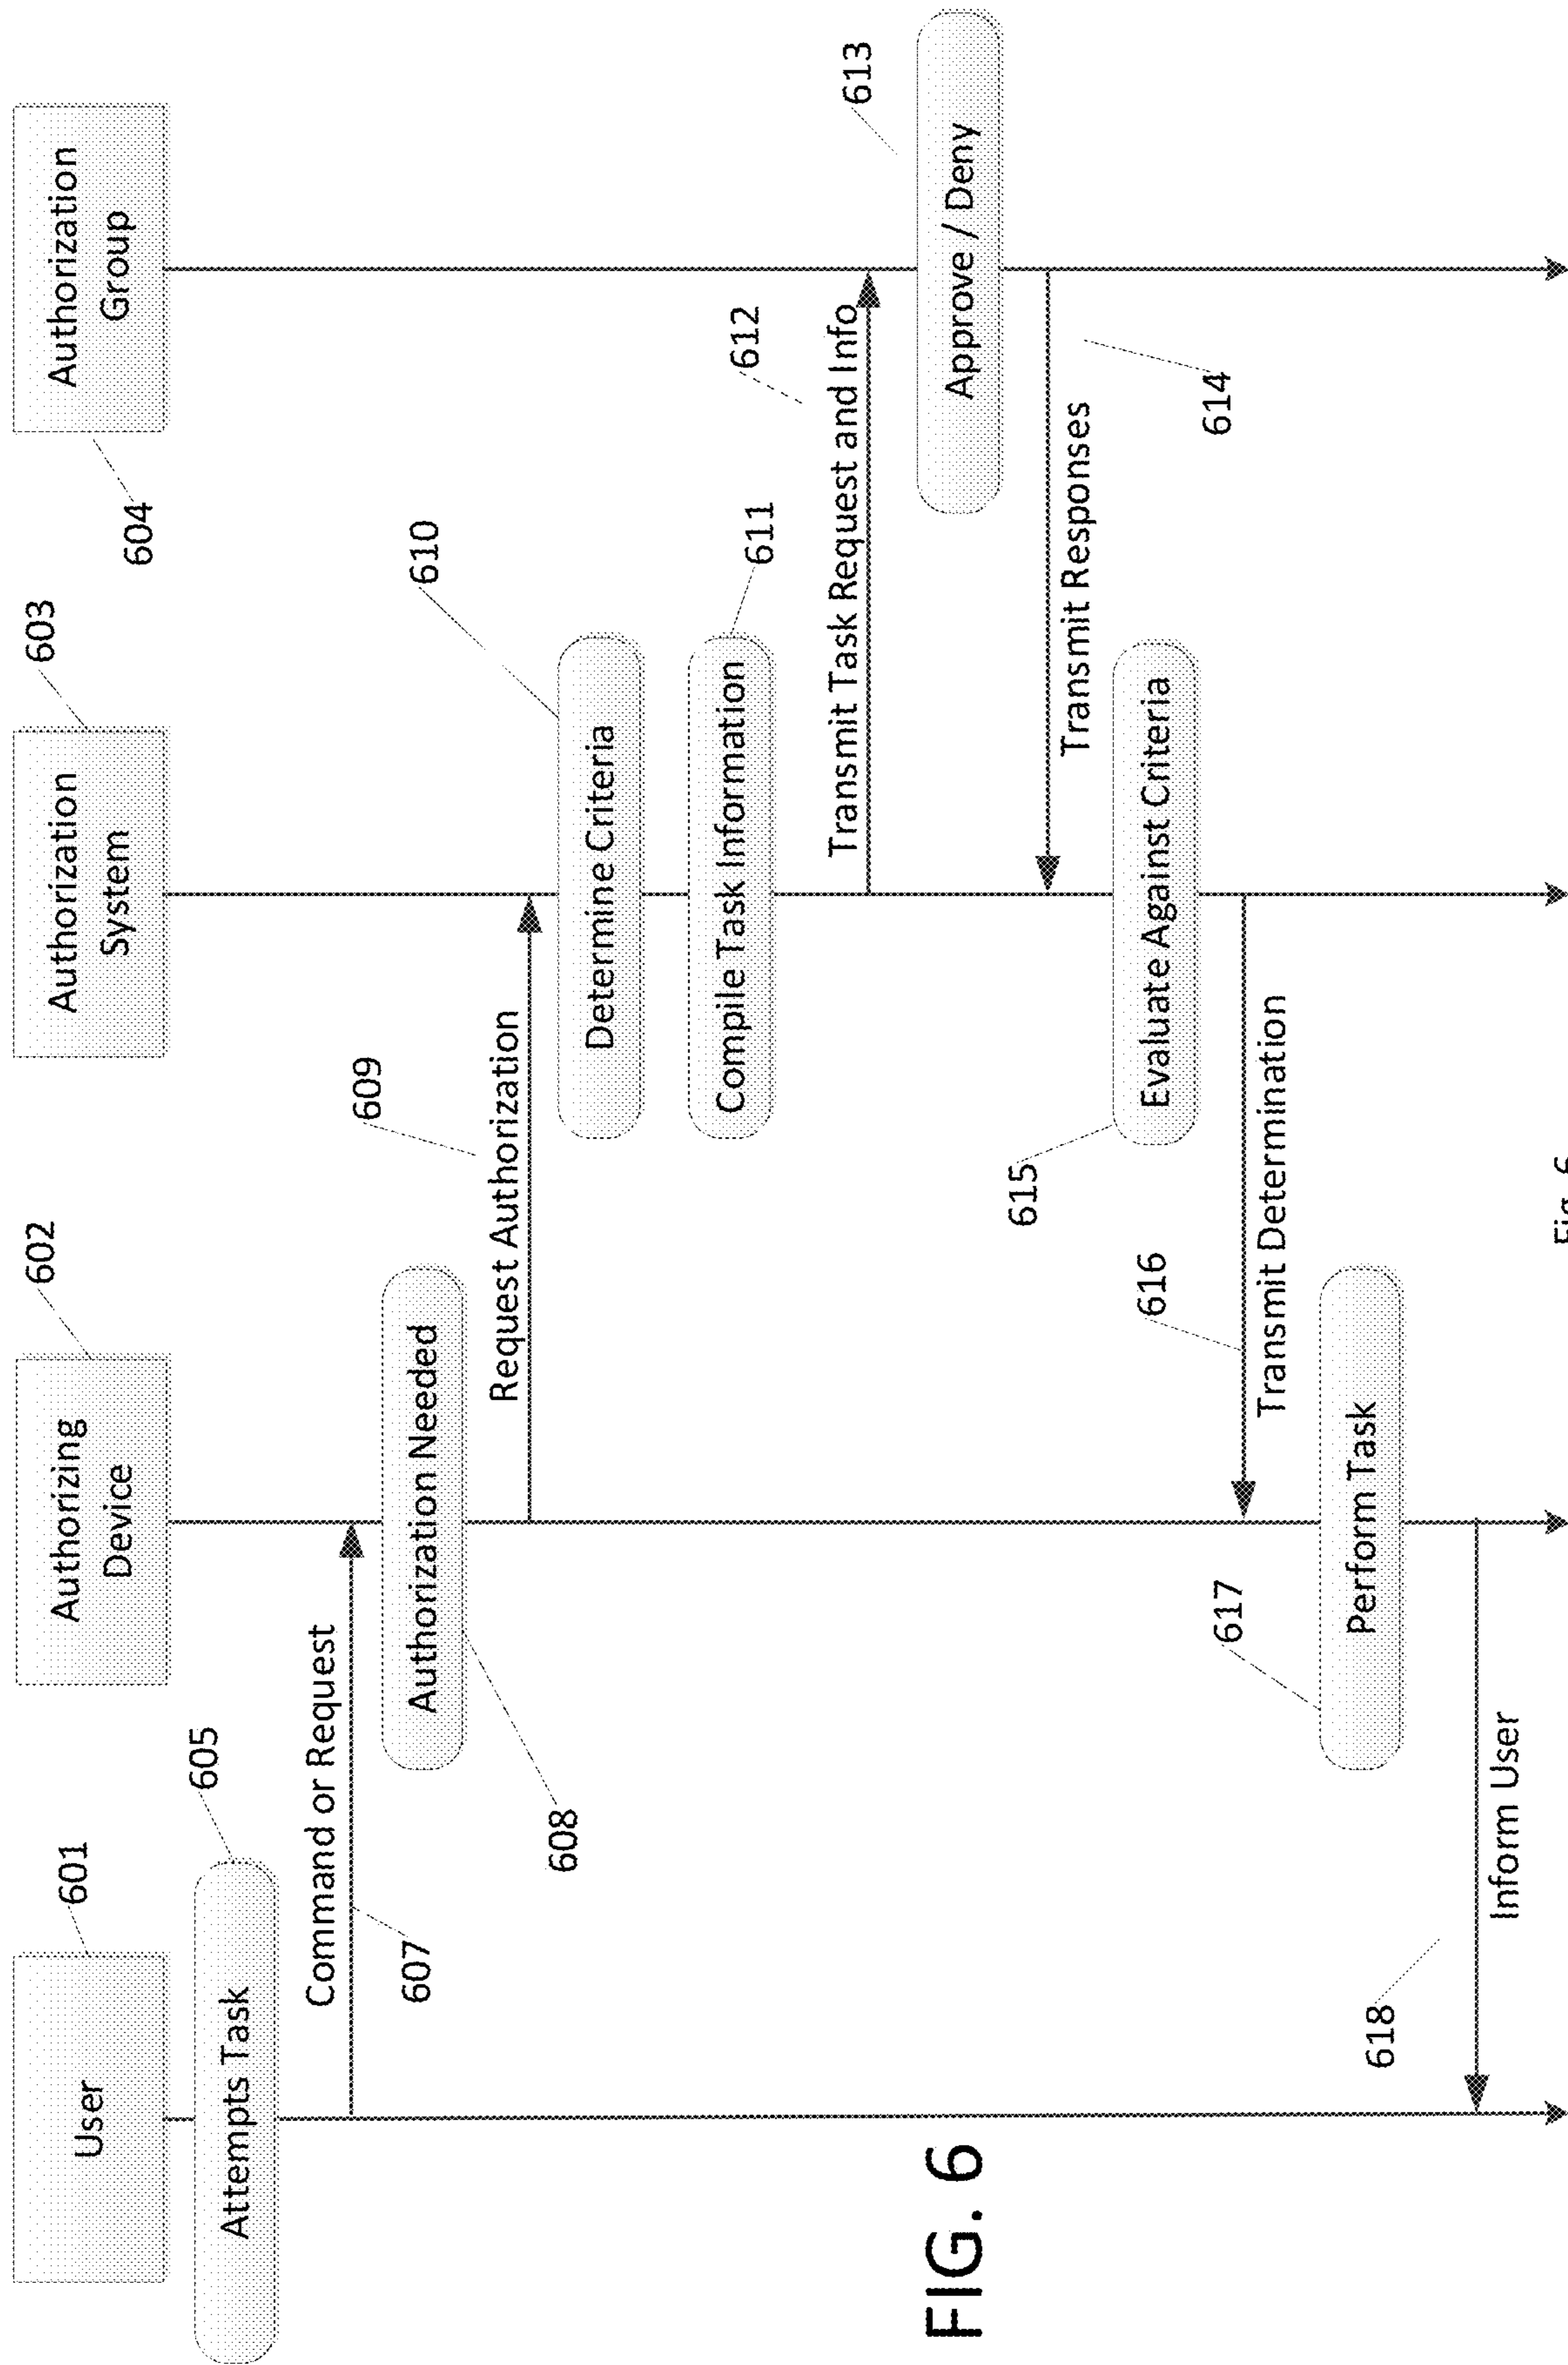 User
601
Authorizing
Device
602
Authorization
System
603
Authorization
Group
604
Attempts Task
605
Command or Request
607
Authorization Needed
608
Request Authorization
609
Determine Criteria
610
Compile Task Information
611
Transmit Task Request and Info
612
Approve / Deny
613
Transmit Responses
614
Evaluate Against Criteria
615
Transmit Determination
616
Perform Task
617
Inform User
618
FIG. 6
Fig. 6